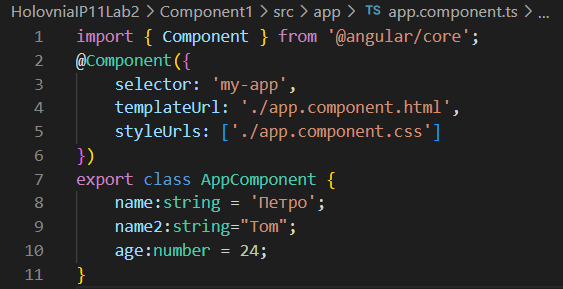 HolovniaIP11Lab2 > Component1 > src > app > TS app.component.ts > ...
1 import { Component } from '@angular/core';
2 @Component({
3 selector: 'my-app',
4 templateUrl: './app.component.html',
5 styleUrls: ['./app.component.css']
6 })
7 export class AppComponent {
8 name:string = 'Петро';
9 name2:string="Tom";
10 age:number = 24;
11 }